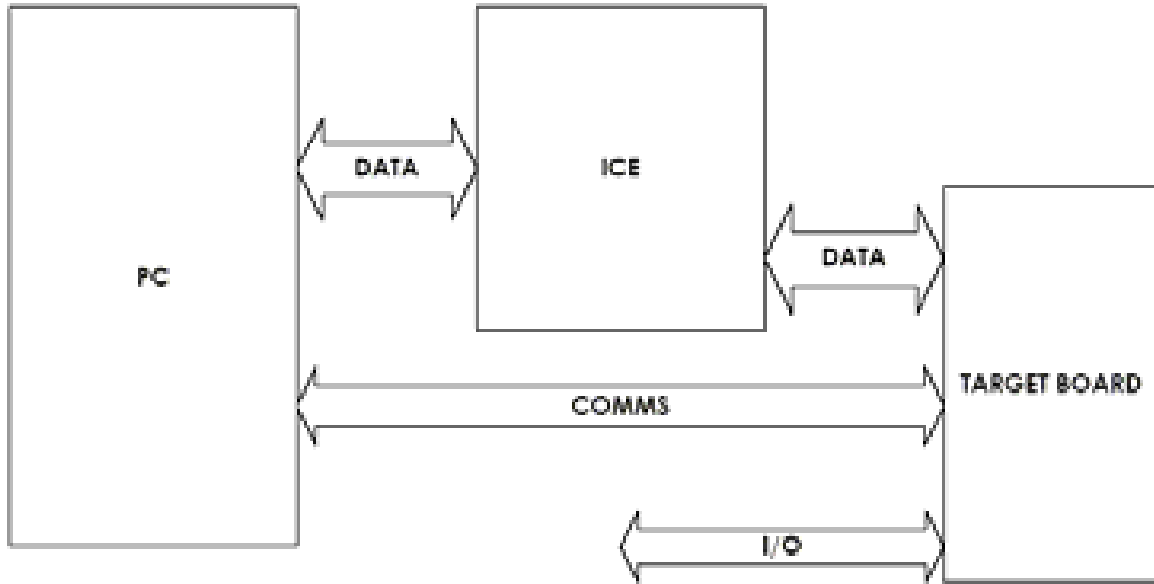 PC
DATA
ICE
DATA
TARGET BOARD
COMMS
I/O